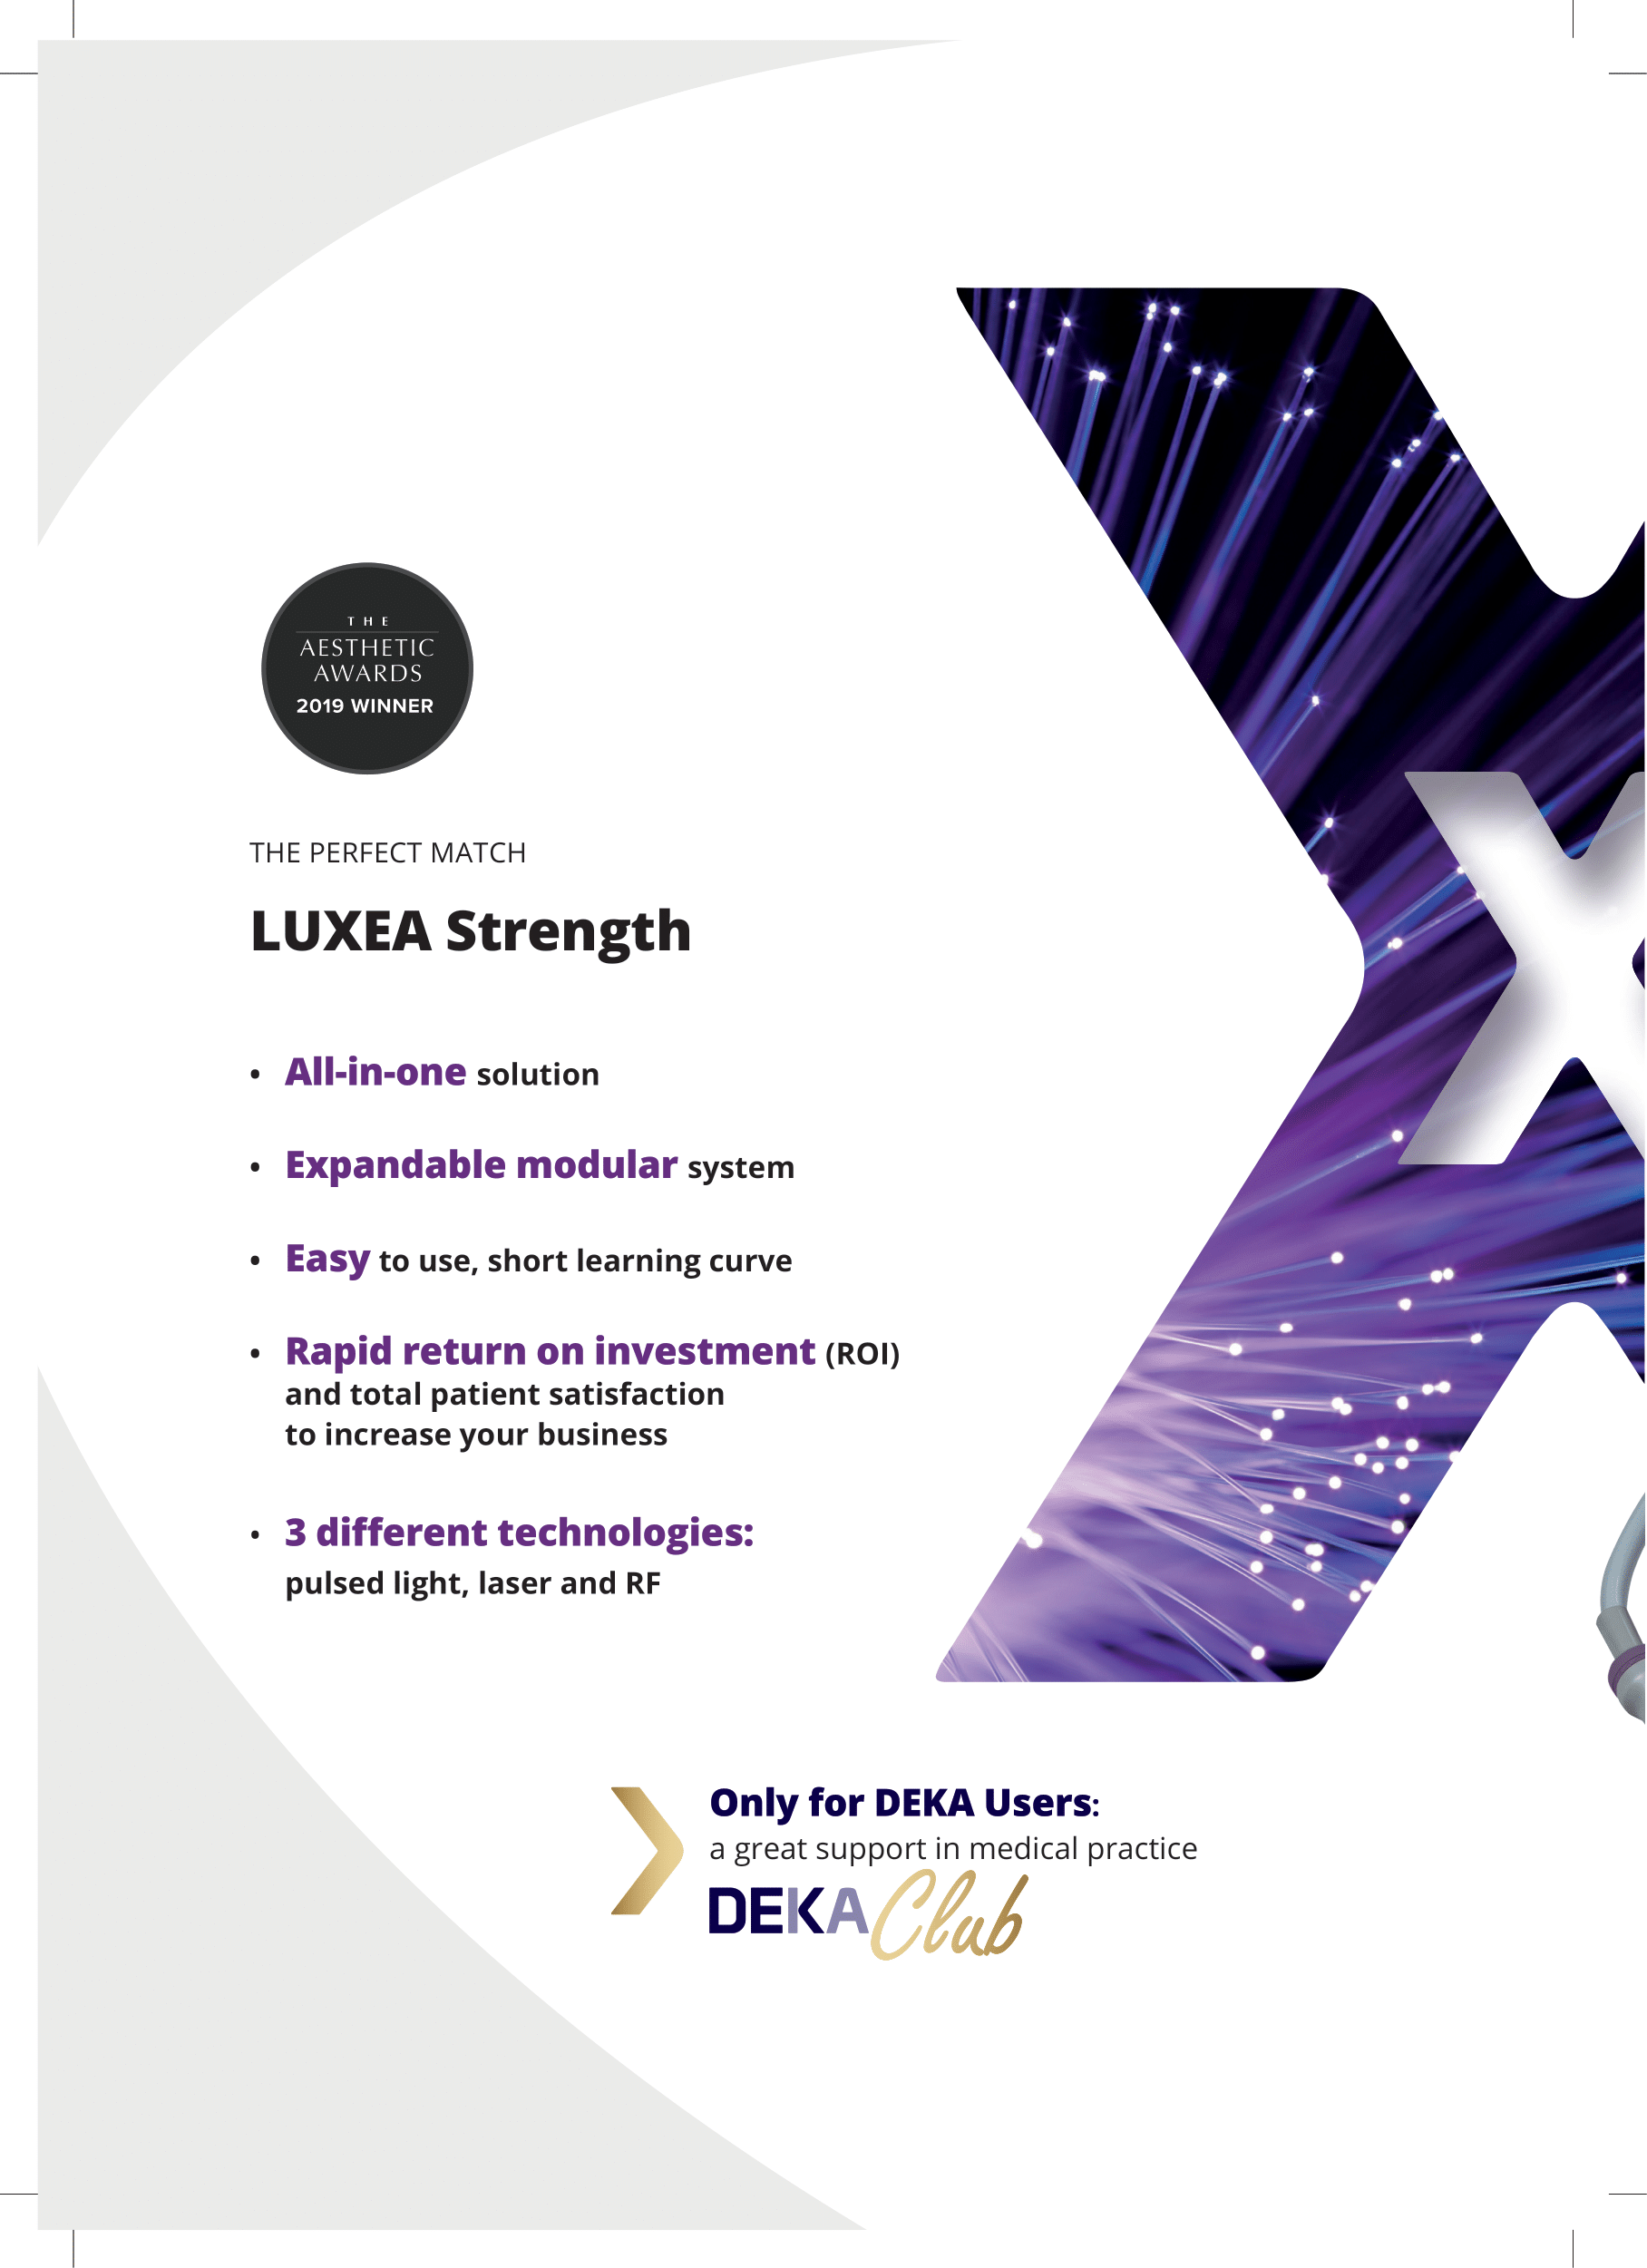 THE
AESTHETIC
AWARDS
2019 WINNER
THE PERFECT MATCH
LUXEA Strength
• All-in-one solution
• Expandable modular system
• Easy to use, short learning curve
• Rapid return on investment (ROI)
and total patient satisfaction
to increase your business
• 3 different technologies:
pulsed light, laser and RF
Only for DEKA Users:
a great support in medical practice
DEKA Club